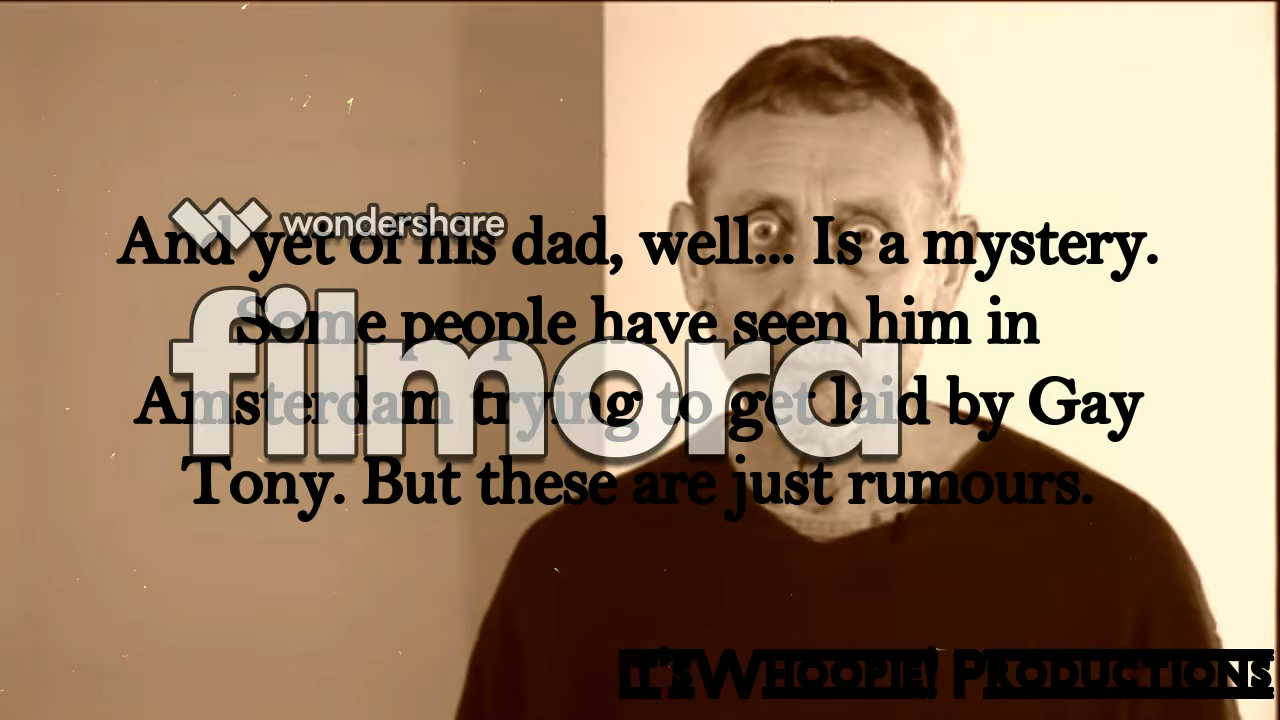 wondershare
And yet of his dad, well... Is a mystery.
Some people have seen him in
filmora
Amsterdam trying to get laid by Gay
Tony. But these are just rumours.
It'sWhoopie! Productions